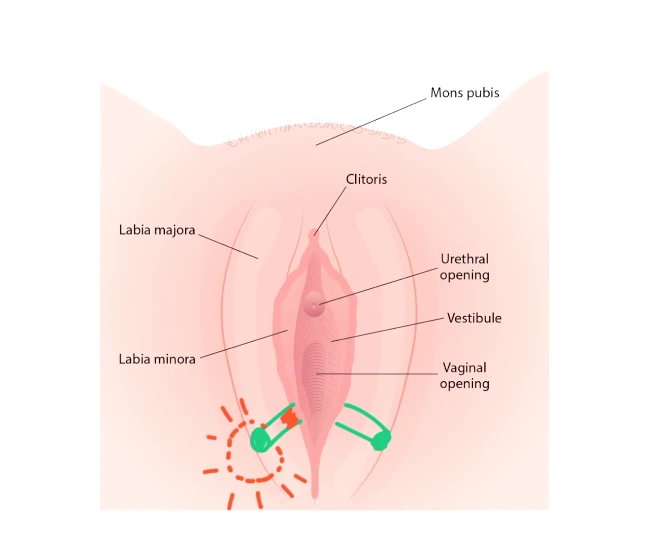 Mons pubis
Clitoris
Labia majora
Urethral
opening
Vestibule
Labia minora
Vaginal
opening